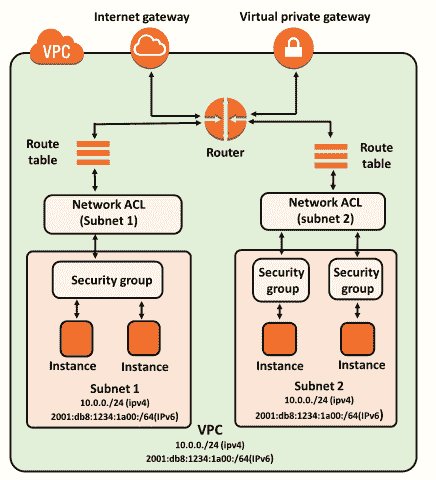 Internet gateway
Virtual private gateway
VPC
Route
table
Router
Route
table
Network ACL
(Subnet 1)
Network ACL
(subnet 2)
Security group
Security
group
Security
group
Instance
Instance
Instance
Instance
Subnet 1
10.0.0./24 (ipv4)
2001:db8:1234:1a00:/64(IPv6)
Subnet 2
10.0.0./24 (ipv4)
2001:db8:1234:1a00:/64(IPv6)
VPC
10.0.0./24 (ipv4)
2001:db8:1234:1a00:/64(IPv6)